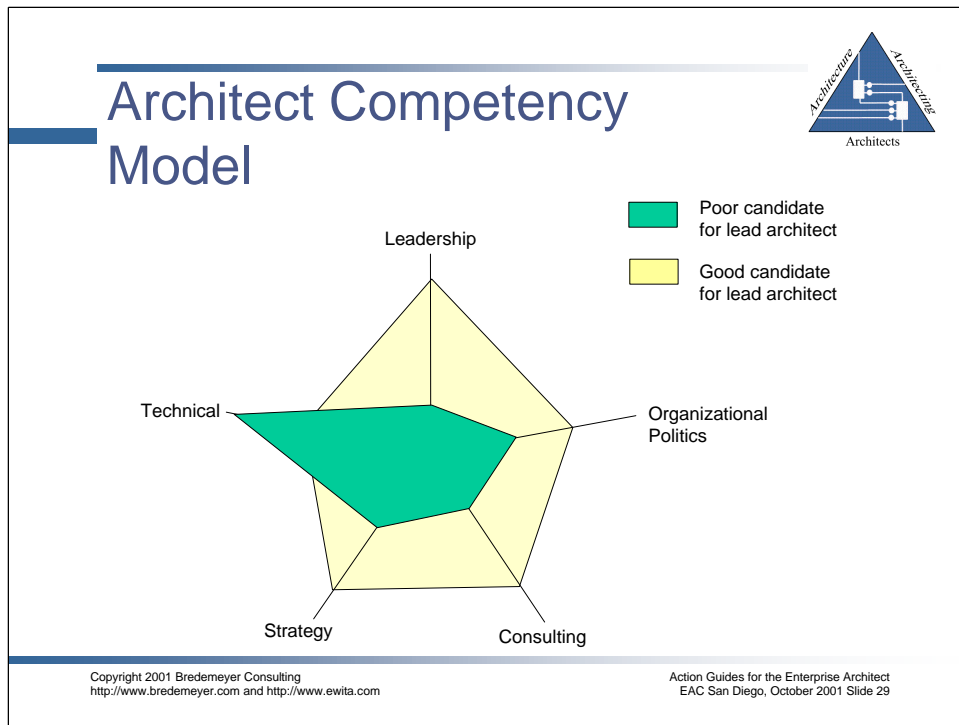 Architect Competency
Model
Architecture
Architecting
Architects
Poor candidate
for lead architect
Good candidate
for lead architect
Leadership
Technical
Organizational
Politics
Strategy
Consulting
Copyright 2001 Bredemeyer Consulting
http://www.bredemeyer.com and http://www.ewita.com
Action Guides for the Enterprise Architect
EAC San Diego, October 2001 Slide 29